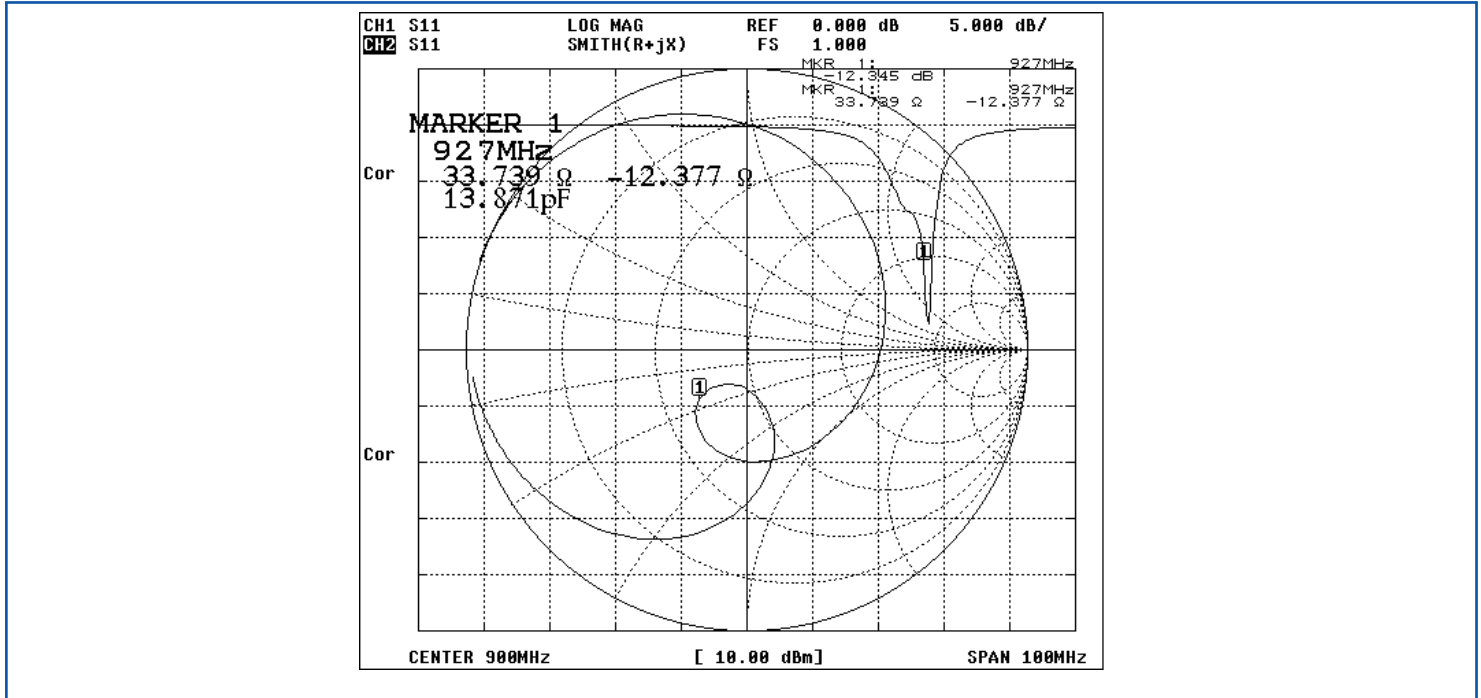 CH1 S11 LOG MAG REF 0.000 dB 5.000 dB/
CH2 S11 SMITH(R+jX) FS 1.000
MKR 1: 927MHz
-12.345 dB
MKR 1: 927MHz
33.739 Ω -12.377 Ω
MARKER 1
927MHz
33.739 Ω -12.377 Ω
13.871pF
Cor
1
1
Cor
CENTER 900MHz [ 10.00 dBm] SPAN 100MHz